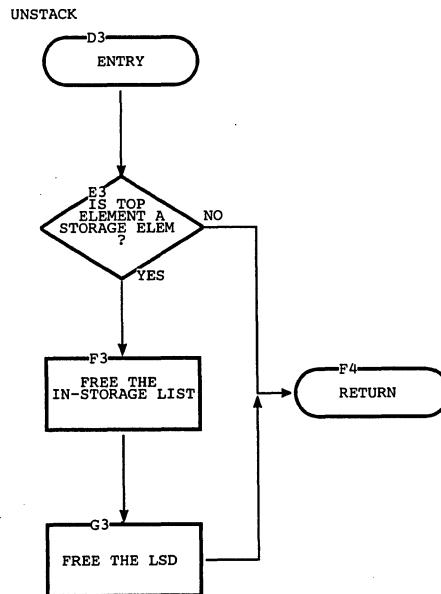 UNSTACK
D3
ENTRY
E3
IS TOP
ELEMENT A
STORAGE ELEM
?
NO
YES
F3
FREE THE
IN-STORAGE LIST
F4
RETURN
G3
FREE THE LSD